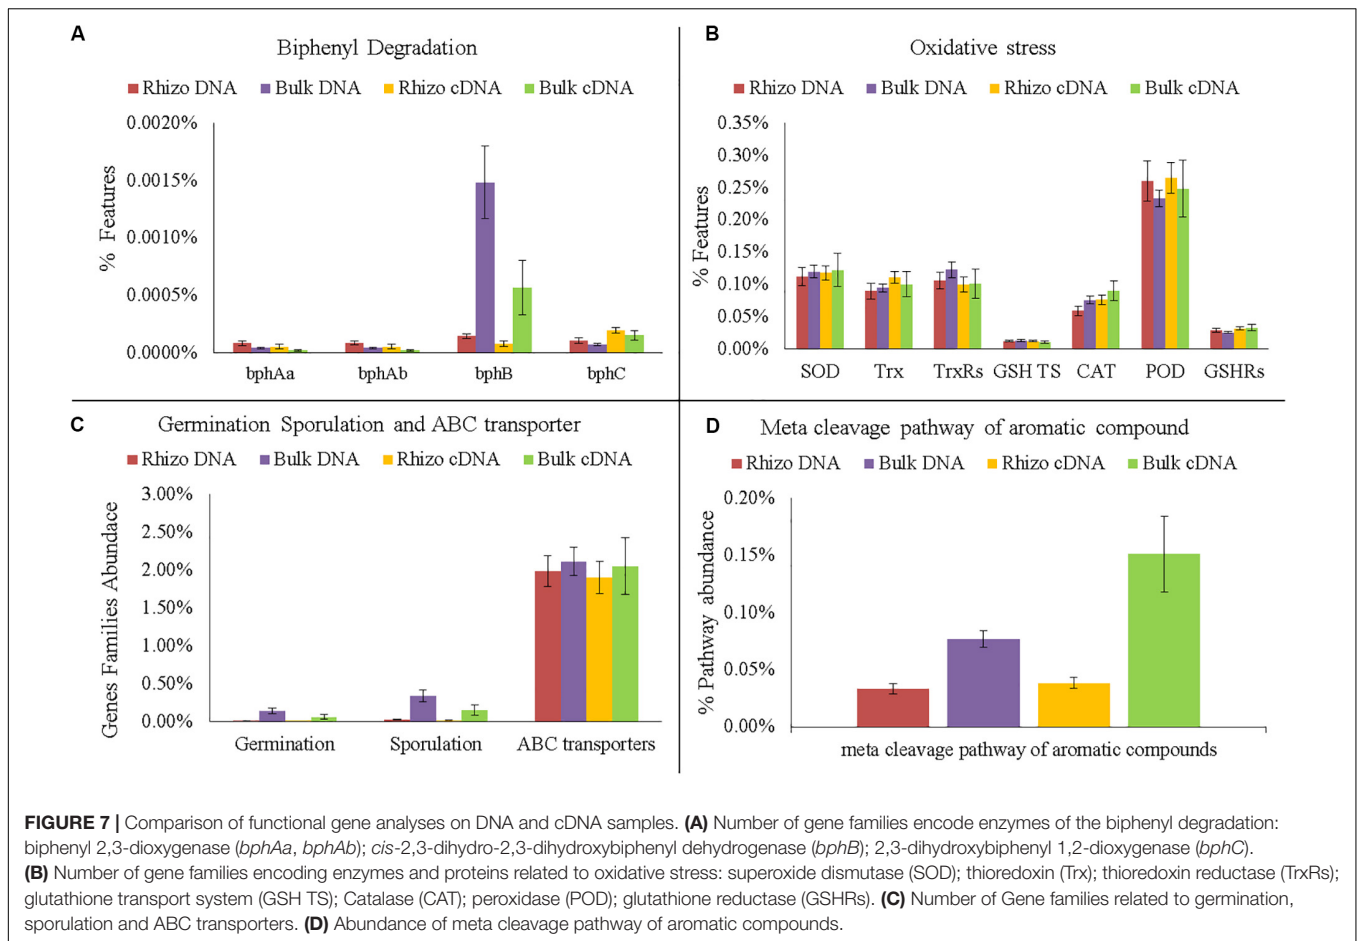 A
Biphenyl Degradation
Rhizo DNA Bulk DNA Rhizo cDNA Bulk cDNA
% Features
0.0020%
0.0015%
0.0010%
0.0005%
0.0000%
bphAa bphAb bphB bphC
B
Oxidative stress
Rhizo DNA Bulk DNA Rhizo cDNA Bulk cDNA
% Features
0.35%
0.30%
0.25%
0.20%
0.15%
0.10%
0.05%
0.00%
SOD Trx TrxRs GSH TS CAT POD GSHRs
C
Germination Sporulation and ABC transporter
Rhizo DNA Bulk DNA Rhizo cDNA Bulk cDNA
Genes Families Abundace
3.00%
2.50%
2.00%
1.50%
1.00%
0.50%
0.00%
Germination Sporulation ABC transporters
D
Meta cleavage pathway of aromatic compound
Rhizo DNA Bulk DNA Rhizo cDNA Bulk cDNA
% Pathway abundance
0.20%
0.15%
0.10%
0.05%
0.00%
meta cleavage pathway of aromatic compounds
FIGURE 7 | Comparison of functional gene analyses on DNA and cDNA samples. (A) Number of gene families encode enzymes of the biphenyl degradation:
biphenyl 2,3-dioxygenase (bphAa, bphAb); cis-2,3-dihydro-2,3-dihydroxybiphenyl dehydrogenase (bphB); 2,3-dihydroxybiphenyl 1,2-dioxygenase (bphC).
(B) Number of gene families encoding enzymes and proteins related to oxidative stress: superoxide dismutase (SOD); thioredoxin (Trx); thioredoxin reductase (TrxRs);
glutathione transport system (GSH TS); Catalase (CAT); peroxidase (POD); glutathione reductase (GSHRs). (C) Number of Gene families related to germination,
sporulation and ABC transporters. (D) Abundance of meta cleavage pathway of aromatic compounds.